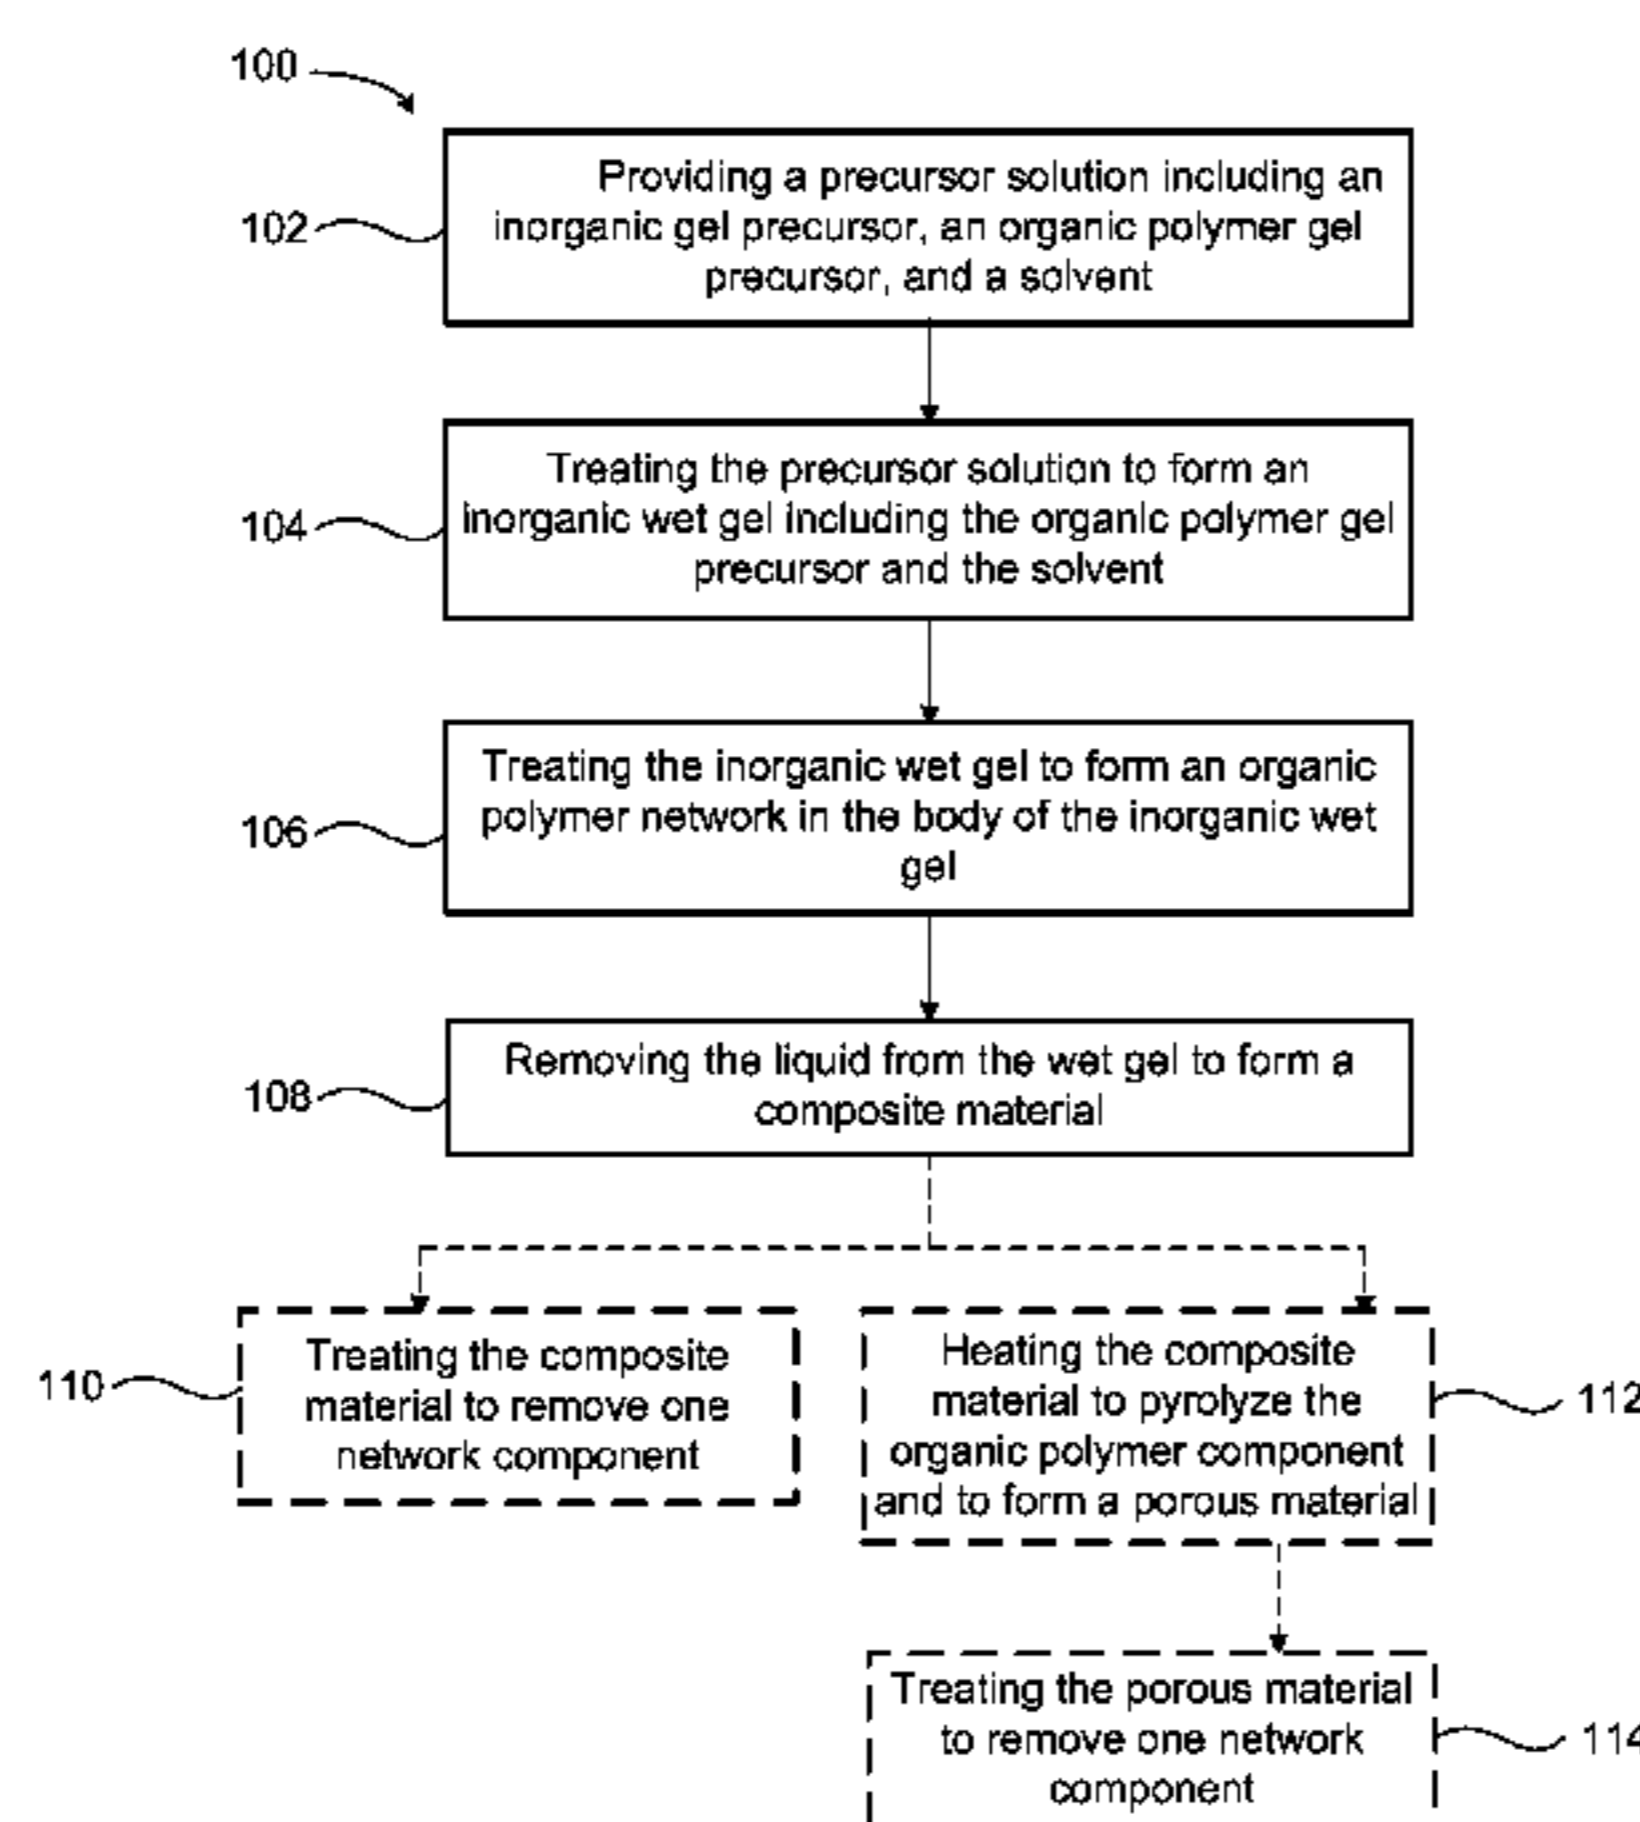 100
Providing a precursor solution including an
102
inorganic gel precursor, an organic polymer gel
precursor, and a solvent
Treating the precursor solution to form an
104
inorganic wet gel including the organic polymer gel
precursor and the solvent
Treating the inorganic wet gel to form an organic
106
polymer network in the body of the inorganic wet
gel
Removing the liquid from the wet gel to form a
108
composite material
110
Treating the composite
material to remove one
network component
Heating the composite
material to pyrolyze the
organic polymer component
and to form a porous material
112
Treating the porous material
to remove one network
component
114